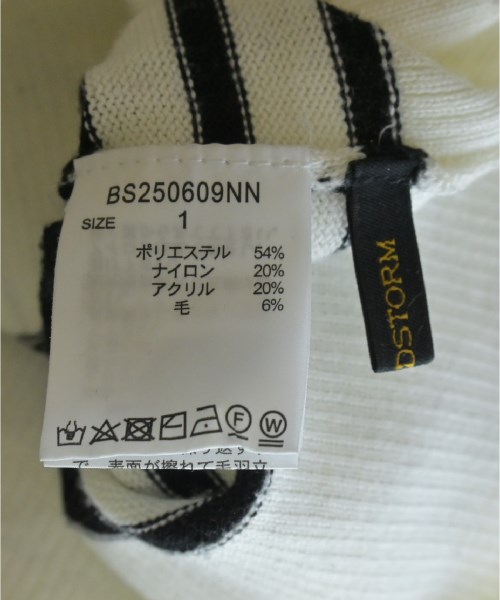 BS250609NN
SIZE 1
ポリエステル 54%
ナイロン 20%
アクリル 20%
毛 6%
F W
で、表面が擦れて毛羽立
DSTORM